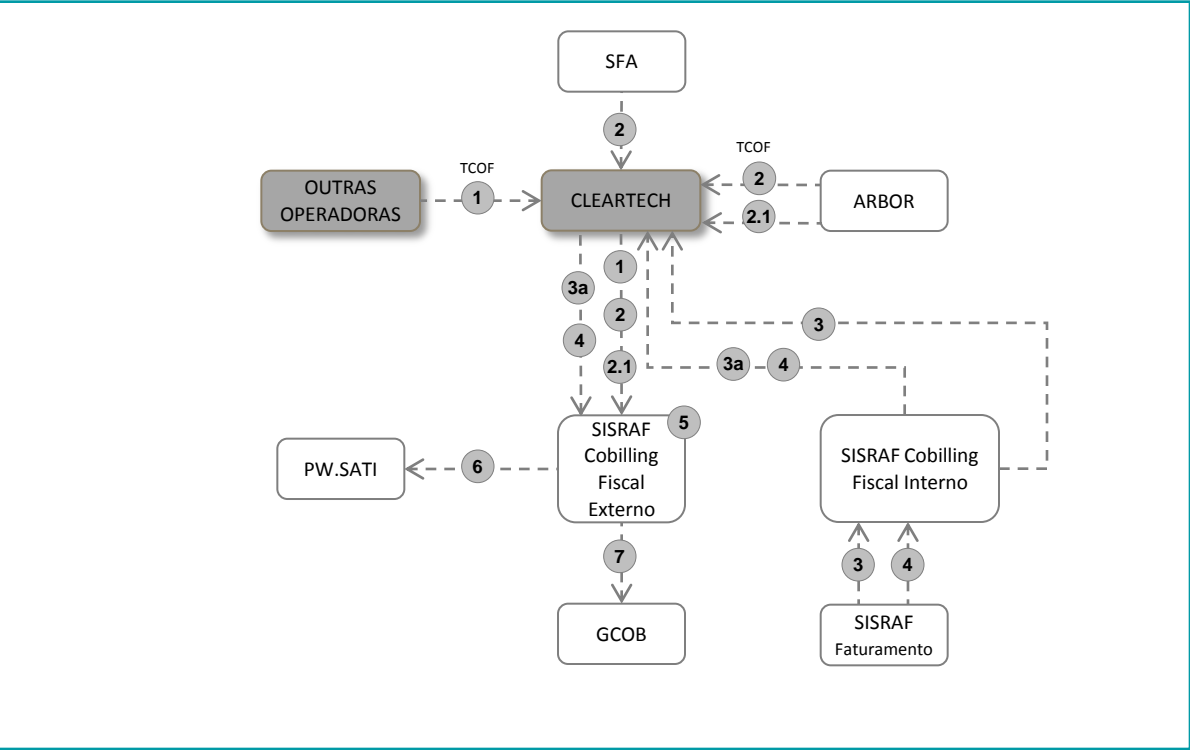 SFA
2
TCOF
TCOF
OUTRAS
OPERADORAS
1
CLEARTECH
2
2.1
ARBOR
3a
4
1
2
2.1
3
3a
4
SISRAF
Cobilling
Fiscal
Externo
5
PW.SATI
6
SISRAF Cobilling
Fiscal Interno
7
3
4
GCOB
SISRAF
Faturamento